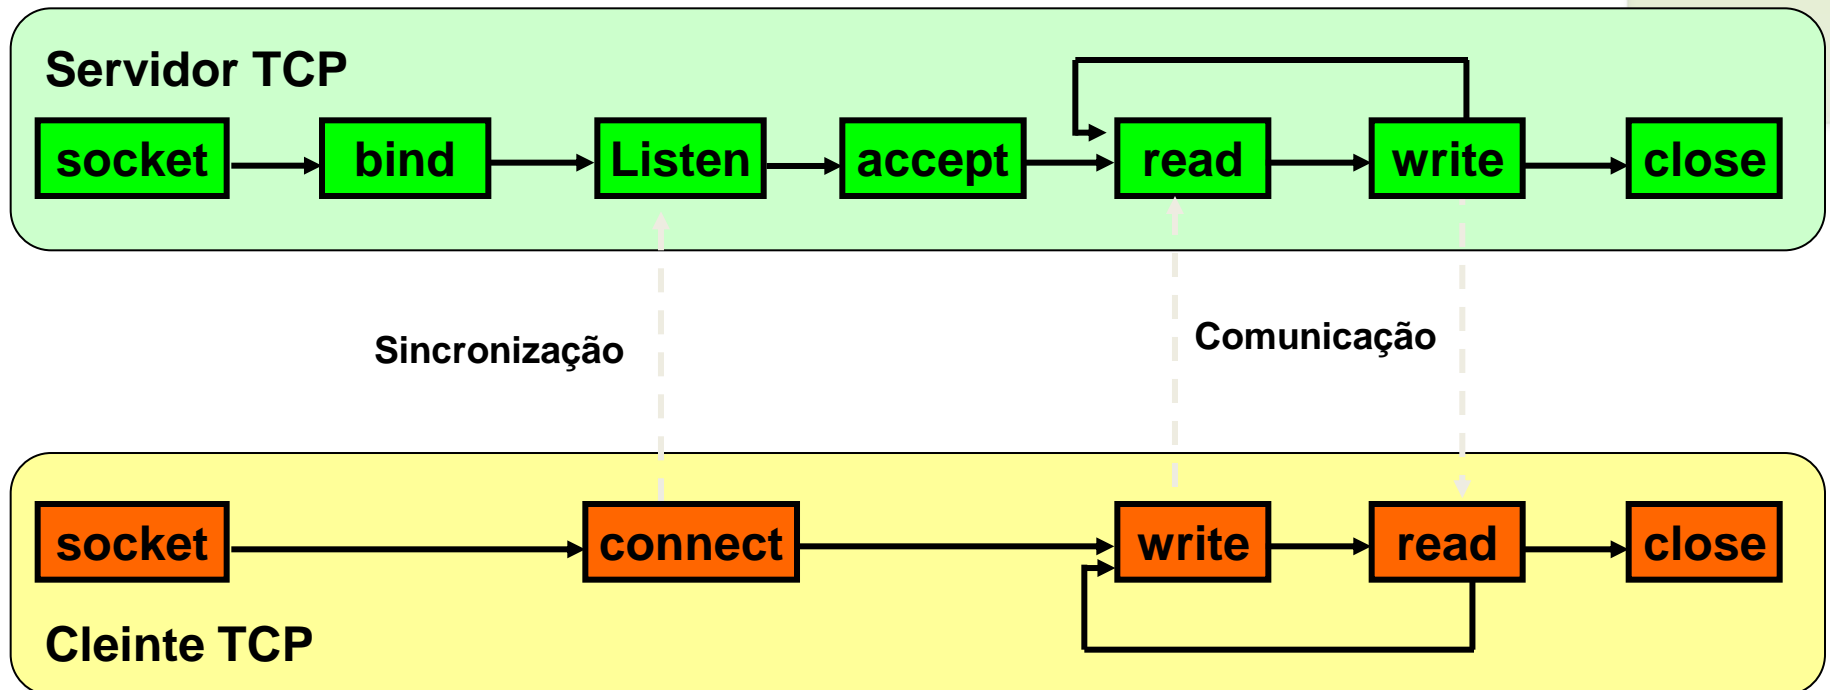 Servidor TCP
socket bind Listen accept read write close
Sincronização
Comunicação
socket connect write read close
Cleinte TCP